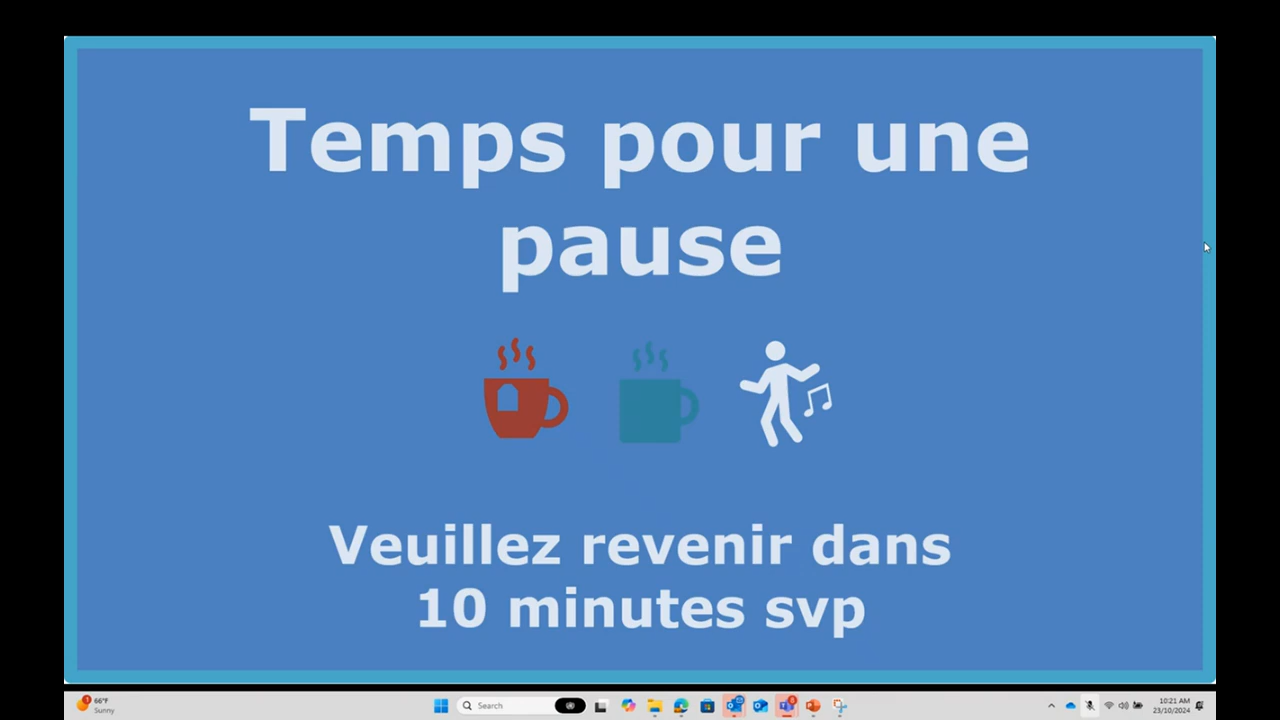 Temps pour une
pause
Veuillez revenir dans
10 minutes svp
66°F
Sunny
Search
10:21 AM
23/10/2024